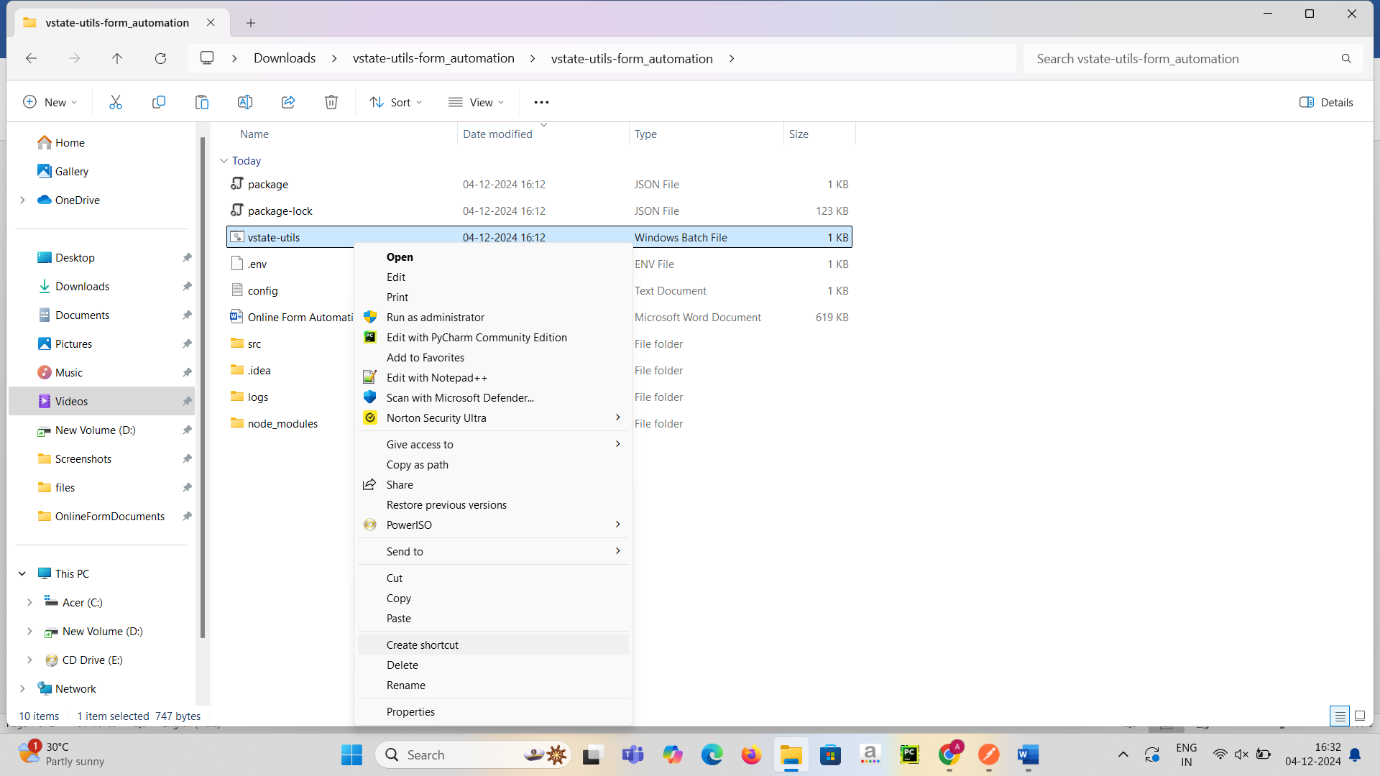 vstate-utils-form_automation
Downloads > vstate-utils-form_automation > vstate-utils-form_automation >
Search vstate-utils-form_automation
New
Sort
View
Details
Name Date modified Type Size
Home
Gallery
OneDrive
Desktop
Downloads
Documents
Pictures
Music
Videos
New Volume (D:)
Screenshots
files
OnlineFormDocuments
This PC
Acer (C:)
New Volume (D:)
CD Drive (E:)
Network
Today
package 04-12-2024 16:12 JSON File 1 KB
package-lock 04-12-2024 16:12 JSON File 123 KB
vstate-utils 04-12-2024 16:12 Windows Batch File 1 KB
.env ENV File 1 KB
config Text Document 1 KB
Online Form Automati Microsoft Word Document 619 KB
src File folder
.idea File folder
logs File folder
node_modules File folder
Open
Edit
Print
Run as administrator
Edit with PyCharm Community Edition
Add to Favorites
Edit with Notepad++
Scan with Microsoft Defender...
Norton Security Ultra
Give access to
Copy as path
Share
Restore previous versions
PowerISO
Send to
Cut
Copy
Paste
Create shortcut
Delete
Rename
Properties
10 items 1 item selected 747 bytes
1
30°C
Partly sunny
Search
A
ENG
IN
16:32
04-12-2024